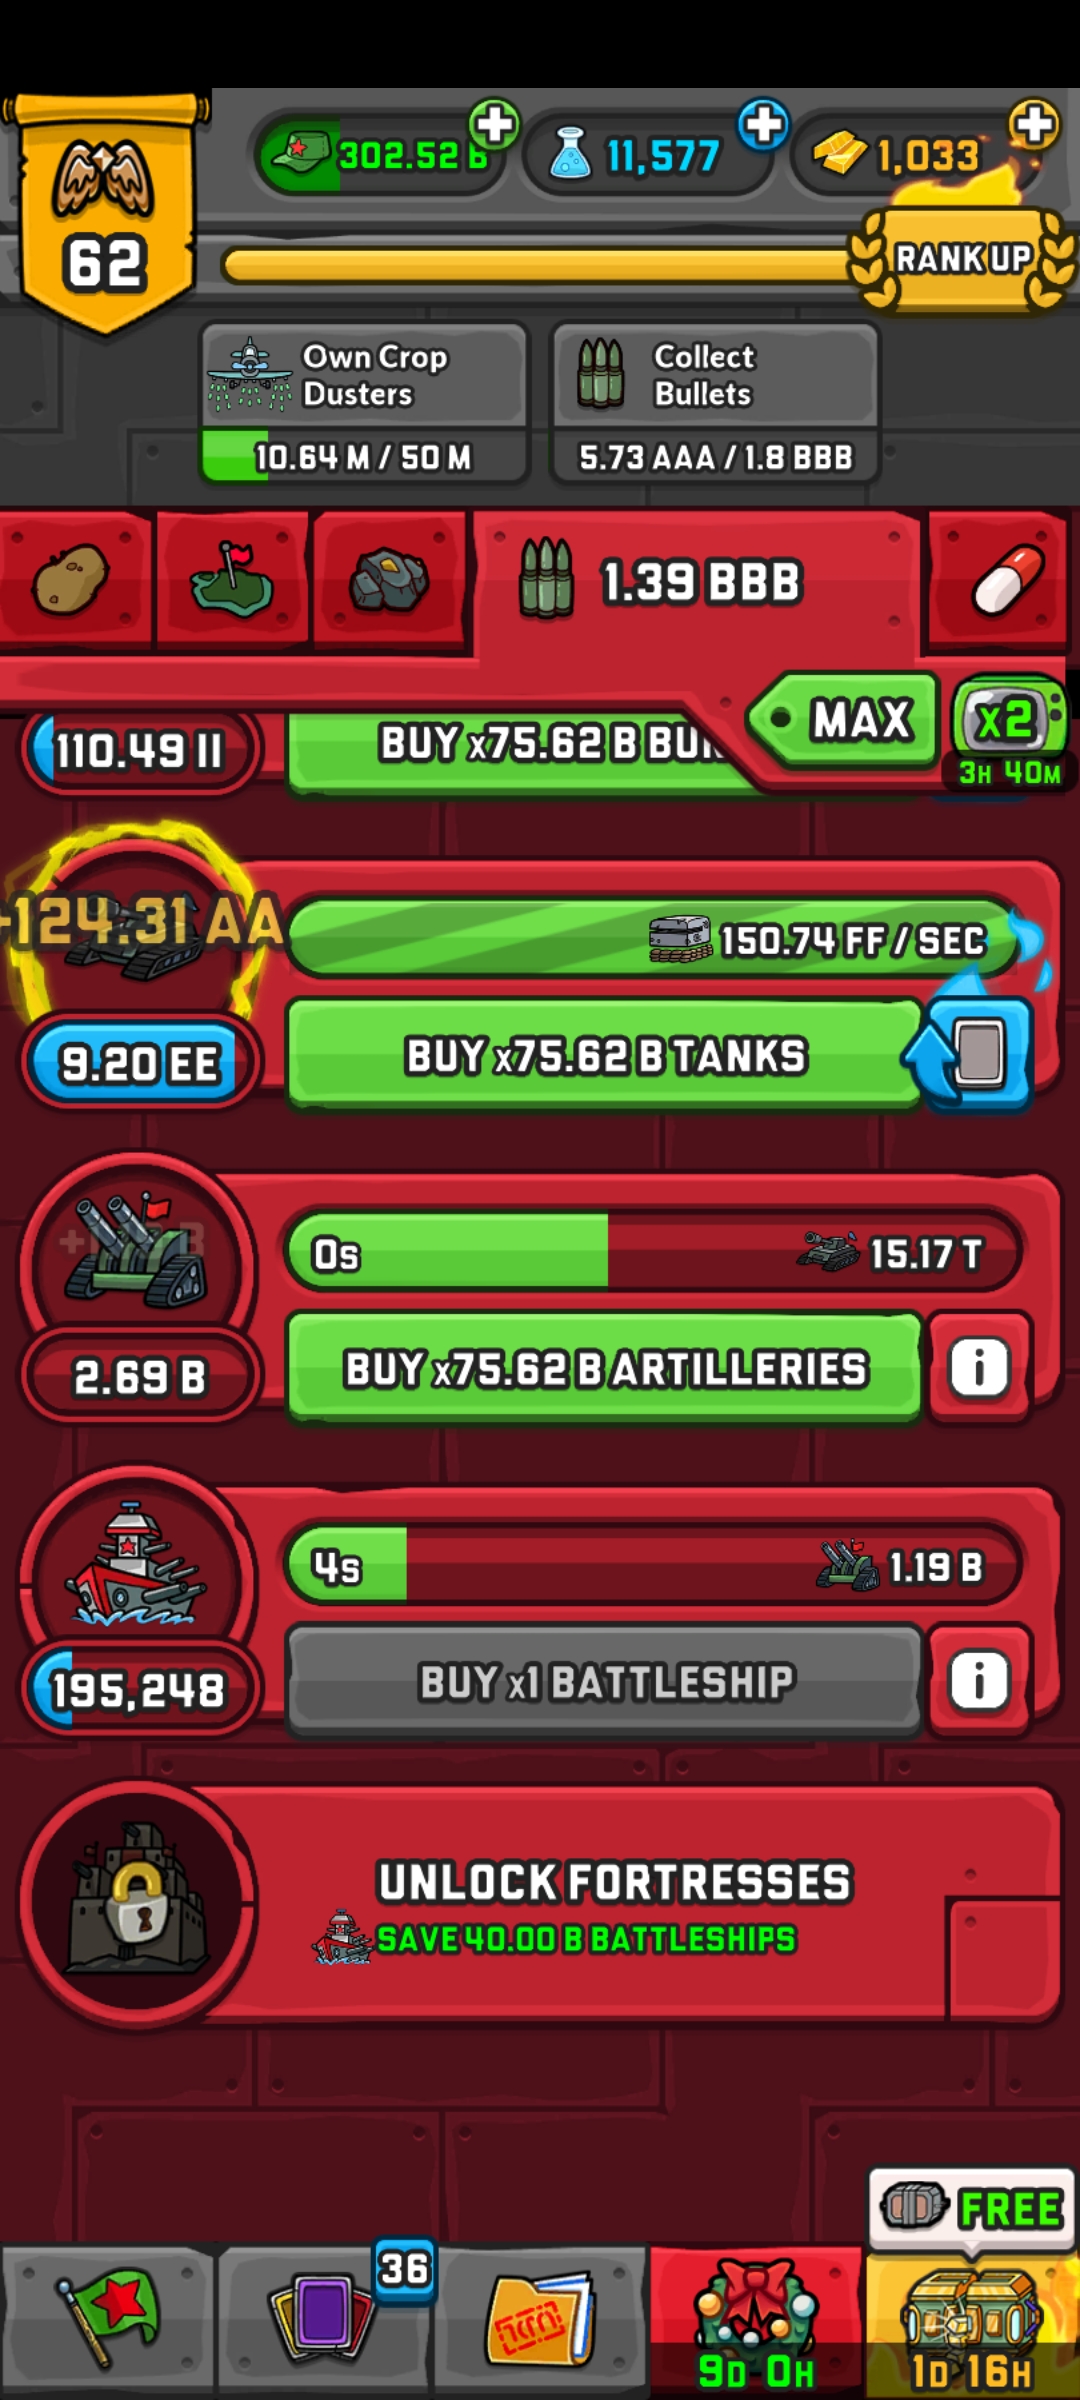 302.52 B
11,577
1,033
62
RANK UP
Own Crop
Dusters
10.64 M / 50 M
Collect
Bullets
5.73 AAA / 1.8 BBB
1.39 BBB
MAX
x2
3H 40M
110.49 II
BUY x75.62 B
+124.31 AA
150.74 FF / SEC
9.20 EE
BUY x75.62 B TANKS
0s
15.17 T
2.69 B
BUY x75.62 B ARTILLERIES
i
4s
1.19 B
195,248
BUY x1 BATTLESHIP
i
UNLOCK FORTRESSES
SAVE 40.00 B BATTLESHIPS
FREE
36
9D 0H
1D 16H